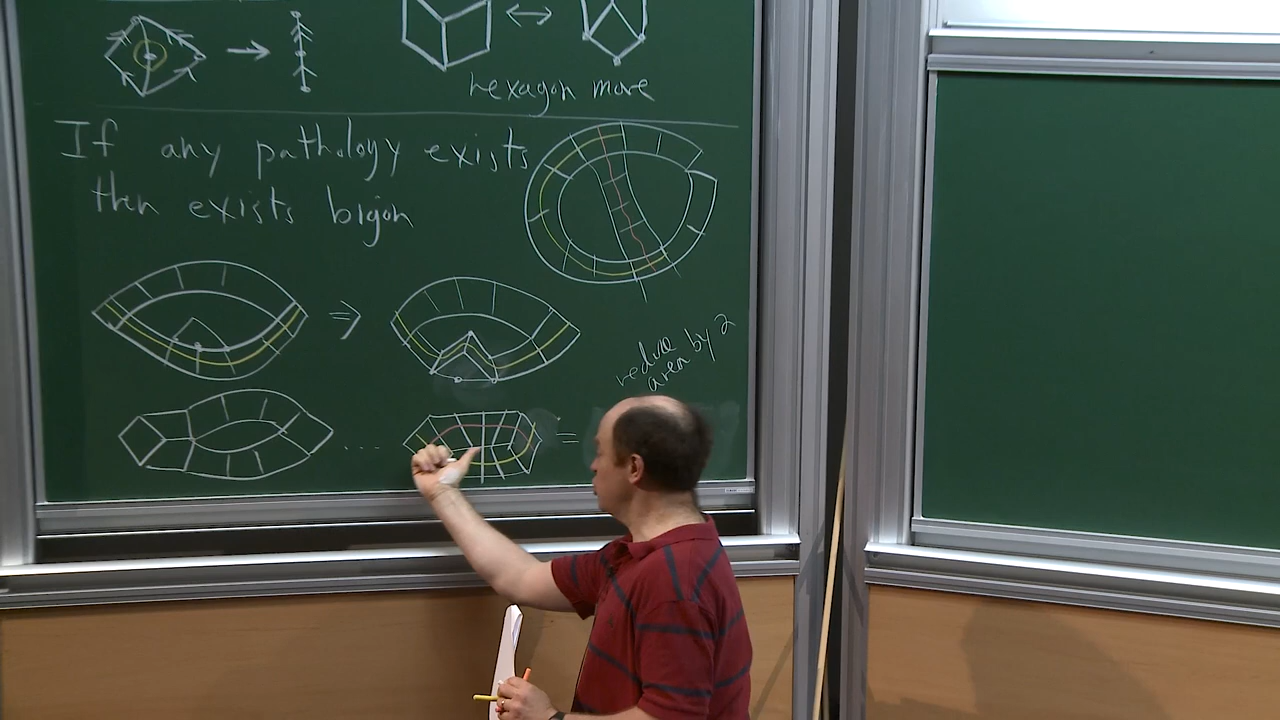 hexagon move
If any pathology exists
then exists bigon
reduce
area by 2